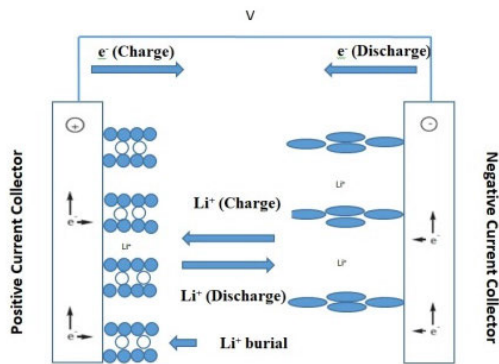 V
e⁻ (Charge)
e⁻ (Discharge)
+
-
Positive Current Collector
Negative Current Collector
Li⁺
Li⁺ (Charge)
Li⁺
e⁻
e⁻
Li⁺
Li⁺ (Discharge)
e⁻
e⁻
Li⁺ burial